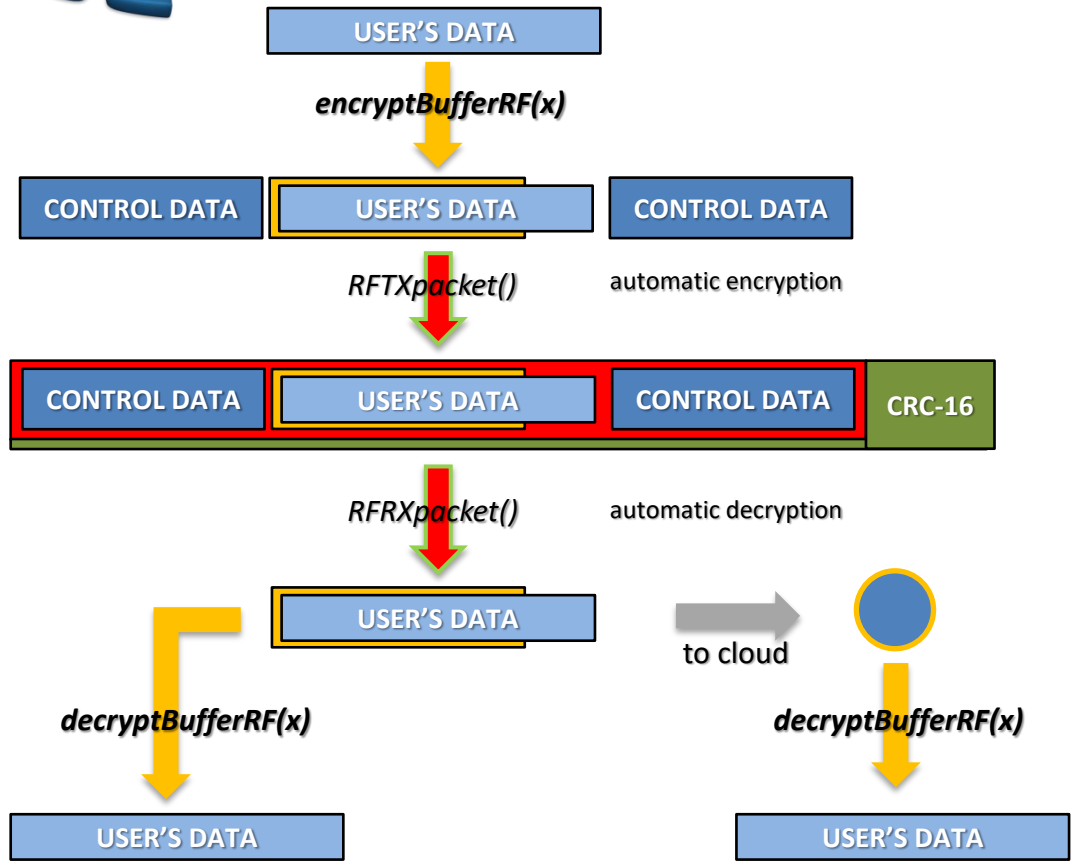 USER'S DATA
encryptBufferRF(x)
CONTROL DATA
USER'S DATA
CONTROL DATA
RFTXpacket()
automatic encryption
CONTROL DATA
USER'S DATA
CONTROL DATA
CRC-16
RFRXpacket()
automatic decryption
USER'S DATA
to cloud
decryptBufferRF(x)
decryptBufferRF(x)
USER'S DATA
USER'S DATA